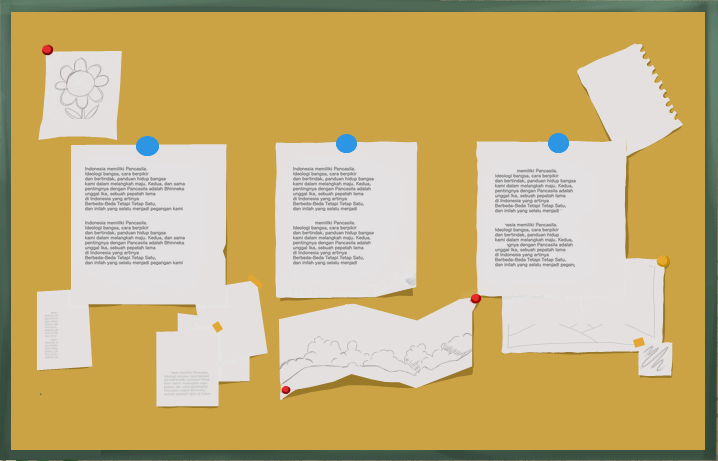 Indonesia memiliki Pancasila,
Ideologi bangsa, cara berpikir
dan bertindak, panduan hidup bangsa
kami dalam melangkah maju. Kedua, dan sama
pentingnya dengan Pancasila adalah Bhinneka
unggal Ika, sebuah pepatah lama
di Indonesia yang artinya
Berbeda-Beda Tetapi Tetap Satu,
dan inilah yang selalu menjadi pegangan kami
Indonesia memiliki Pancasila,
Ideologi bangsa, cara berpikir
dan bertindak, panduan hidup bangsa
kami dalam melangkah maju. Kedua, dan sama
pentingnya dengan Pancasila adalah Bhinneka
unggal Ika, sebuah pepatah lama
di Indonesia yang artinya
Berbeda-Beda Tetapi Tetap Satu,
dan inilah yang selalu menjadi pegangan kami
Indonesia memiliki Pancasila,
Ideologi bangsa, cara berpikir
dan bertindak, panduan hidup bangsa
kami dalam melangkah maju. Kedua, dan sama
pentingnya dengan Pancasila adalah
unggal Ika, sebuah pepatah lama
di Indonesia yang artinya
Berbeda-Beda Tetapi Tetap Satu,
dan inilah yang selalu menjadi
memiliki Pancasila,
Ideologi bangsa, cara berpikir
dan bertindak, panduan hidup bangsa
kami dalam melangkah maju. Kedua, dan sama
pentingnya dengan Pancasila adalah
unggal Ika, sebuah pepatah lama
di Indonesia yang artinya
Berbeda-Beda Tetapi Tetap Satu,
dan inilah yang selalu menjadi
memiliki Pancasila,
Ideologi bangsa, cara berpikir
dan bertindak, panduan hidup bangsa
kami dalam melangkah maju. Kedua,
pentingnya dengan Pancasila adalah
unggal Ika, sebuah pepatah lama
di Indonesia yang artinya
Berbeda-Beda Tetapi Tetap Satu,
dan inilah yang selalu menjadi
nesia memiliki Pancasila,
Ideologi bangsa, cara berpikir
dan bertindak, panduan hidup bangsa
kami dalam melangkah maju. Kedua,
ignya dengan Pancasila adalah
unggal Ika, sebuah pepatah lama
di Indonesia yang artinya
Berbeda-Beda Tetapi Tetap Satu,
dan inilah yang selalu menjadi pegang